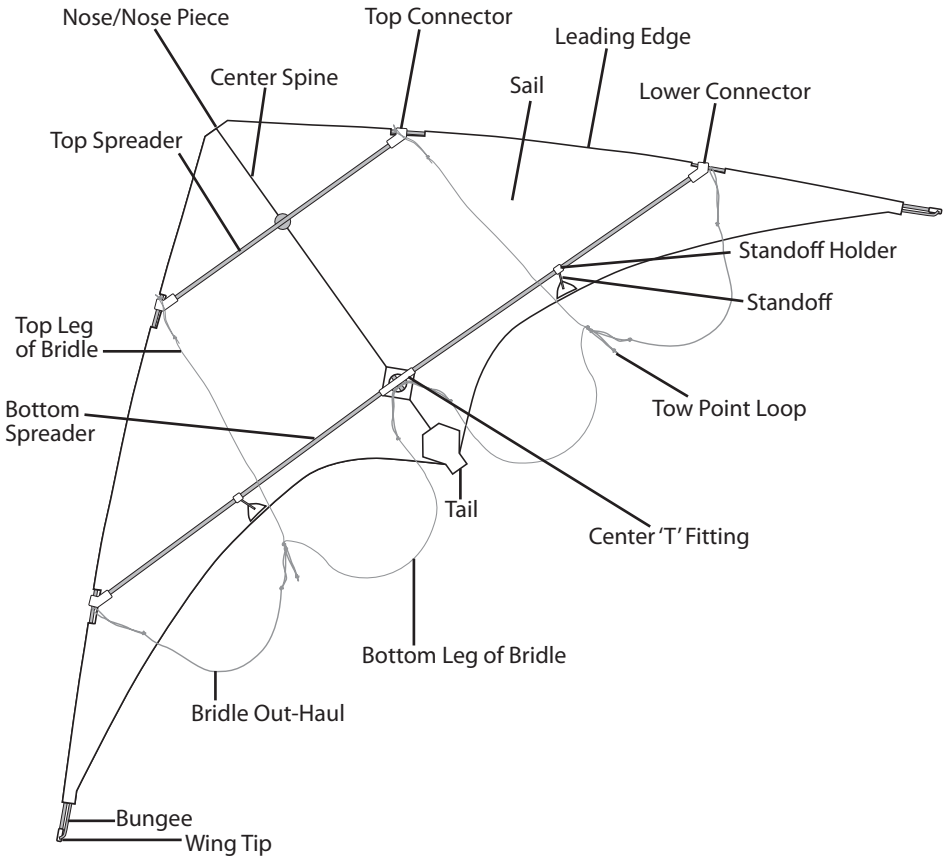 Nose/Nose Piece
Top Connector
Leading Edge
Center Spine
Sail
Lower Connector
Top Spreader
Standoff Holder
Standoff
Top Leg
of Bridle
Tow Point Loop
Bottom
Spreader
Tail
Center ‘T’ Fitting
Bottom Leg of Bridle
Bridle Out-Haul
Bungee
Wing Tip